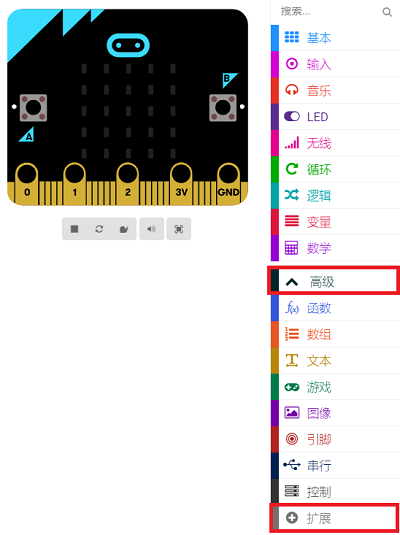 搜索...
基本
输入
音乐
LED
无线
循环
逻辑
变量
数学
高级
f(x) 函数
数组
T 文本
游戏
图像
引脚
串行
控制
扩展
B
A
0 1 2 3V GND